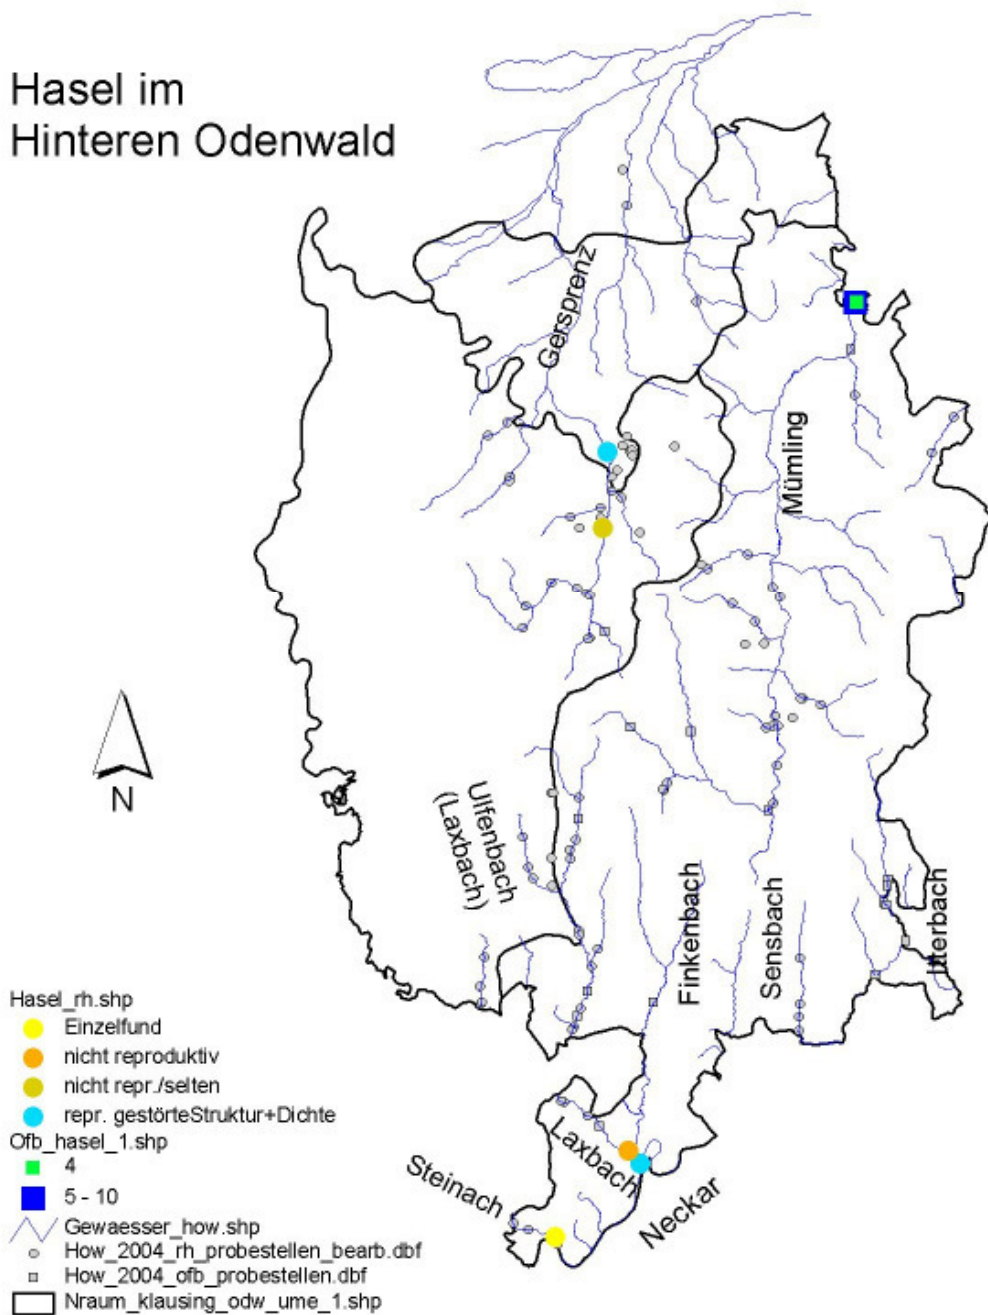 Hasel im
Hinteren Odenwald
Gersprenz
Mümling
N
Ulfenbach
(Laxbach)
Finkenbach
Sensbach
Itterbach
Hasel_rh.shp
Einzelfund
nicht reproduktiv
nicht repr./selten
repr. gestörteStruktur+Dichte
Ofb_hasel_1.shp
4
5 - 10
Gewaesser_how.shp
How_2004_rh_probestellen_bearb.dbf
How_2004_ofb_probestellen.dbf
Nraum_klausing_odw_ume_1.shp
Laxbach
Steinach
Neckar